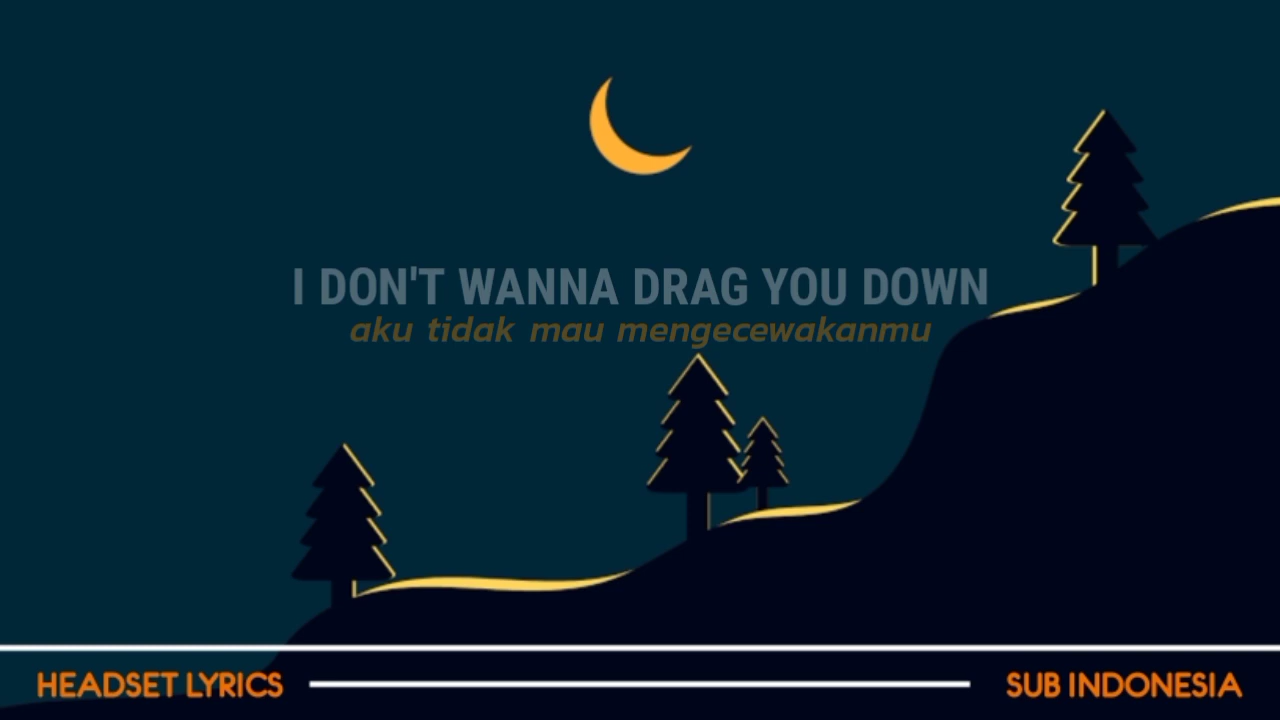 I DON'T WANNA DRAG YOU DOWN
aku tidak mau mengecewakanmu
HEADSET LYRICS
SUB INDONESIA